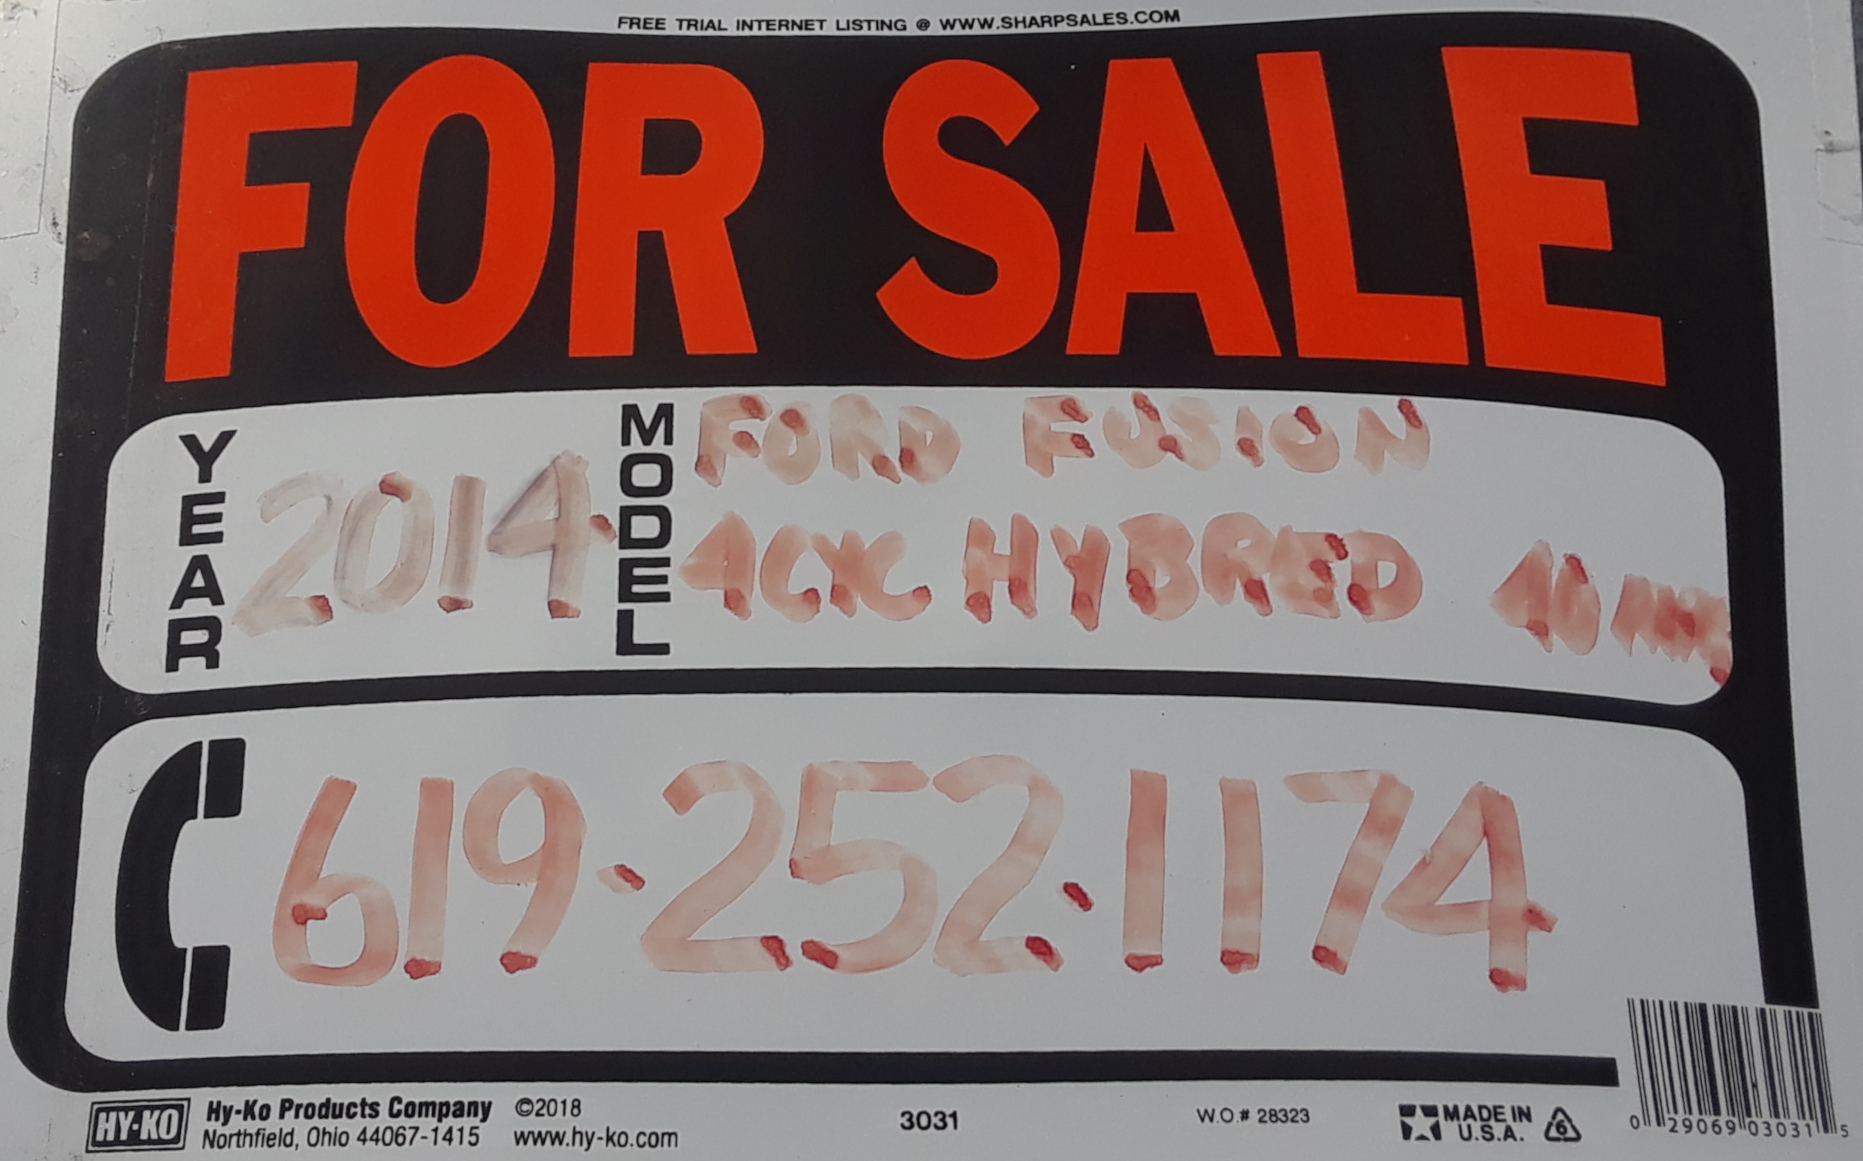 FREE TRIAL INTERNET LISTING @ WWW.SHARPSALES.COM
FOR SALE
YEAR
2014
MODEL
FORD FUSION
4CYC HYBRED 40
619.252.1174
HY-KO
Hy-Ko Products Company ©2018
Northfield, Ohio 44067-1415 www.hy-ko.com
3031
W.O.# 28323
MADE IN
U.S.A.
6
0 29069 03031 5